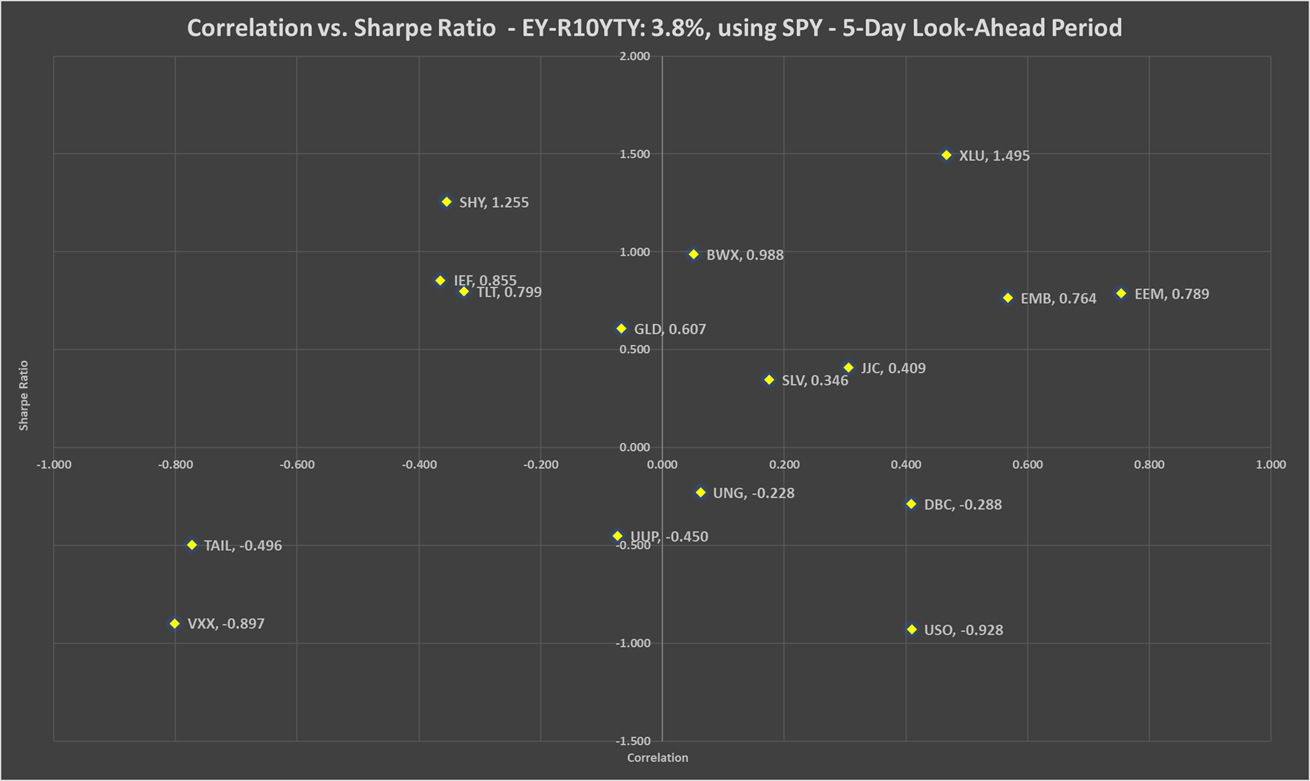 Correlation vs. Sharpe Ratio - EY-R10YTY: 3.8%, using SPY - 5-Day Look-Ahead Period
2.000
1.500
XLU, 1.495
SHY, 1.255
1.000
BWX, 0.988
IEF, 0.855
TLT, 0.799
EMB, 0.764
EEM, 0.789
GLD, 0.607
0.500
JJC, 0.409
SLV, 0.346
Sharpe Ratio
0.000
-1.000 -0.800 -0.600 -0.400 -0.200 0.000 0.200 0.400 0.600 0.800 1.000
UNG, -0.228
DBC, -0.288
UUP, -0.450
-0.500
TAIL, -0.496
VXX, -0.897
USO, -0.928
-1.000
-1.500
Correlation